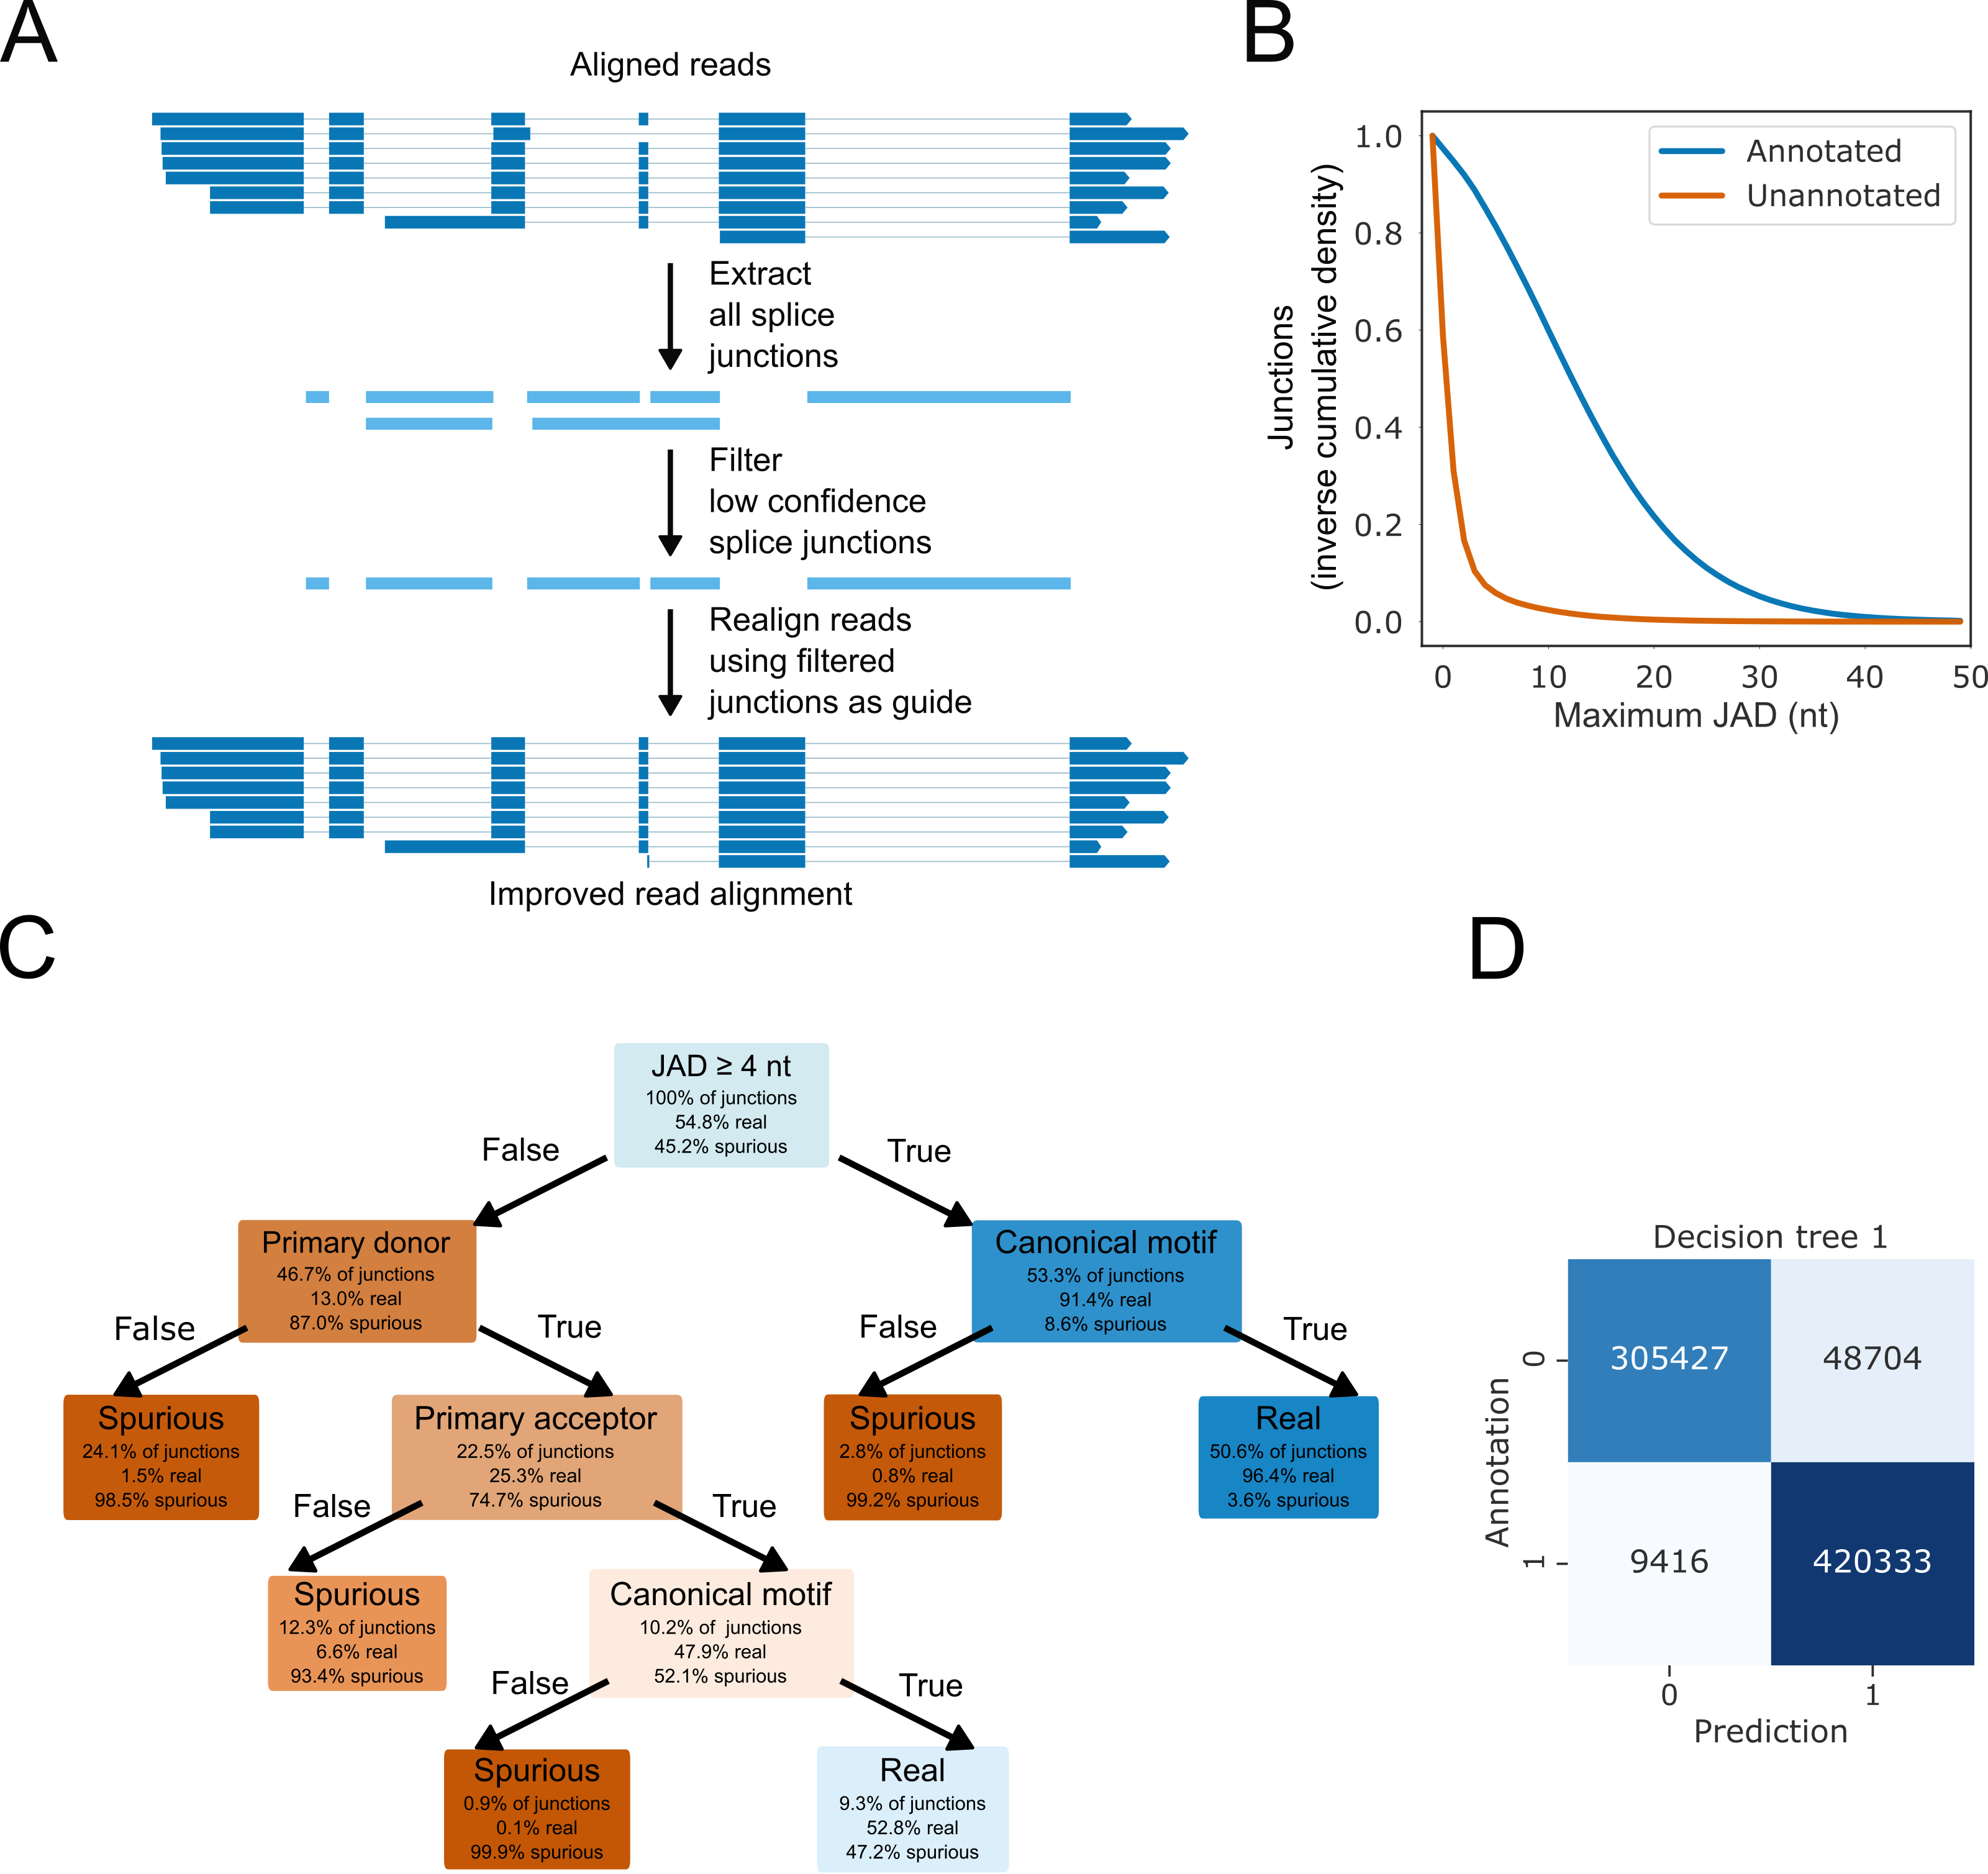 A
Aligned reads
Extract
all splice
junctions
Filter
low confidence
splice junctions
Realign reads
using filtered
junctions as guide
Improved read alignment
B
Junctions
(inverse cumulative density)
1.0
0.8
0.6
0.4
0.2
0.0
Annotated
Unannotated
0 10 20 30 40 50
Maximum JAD (nt)
C
JAD ≥ 4 nt
100% of junctions
54.8% real
45.2% spurious
False
True
Primary donor
46.7% of junctions
13.0% real
87.0% spurious
Canonical motif
53.3% of junctions
91.4% real
8.6% spurious
False
True
False
True
Spurious
24.1% of junctions
1.5% real
98.5% spurious
Primary acceptor
22.5% of junctions
25.3% real
74.7% spurious
Spurious
2.8% of junctions
0.8% real
99.2% spurious
Real
50.6% of junctions
96.4% real
3.6% spurious
False
True
Spurious
12.3% of junctions
6.6% real
93.4% spurious
Canonical motif
10.2% of junctions
47.9% real
52.1% spurious
False
True
Spurious
0.9% of junctions
0.1% real
99.9% spurious
Real
9.3% of junctions
52.8% real
47.2% spurious
D
Decision tree 1
Annotation
0
305427 48704
1
9416 420333
0 1
Prediction